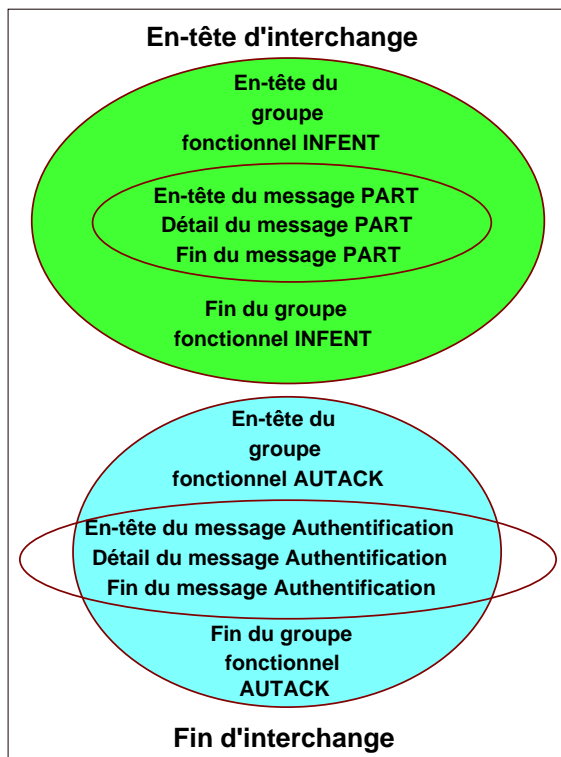 En-tête d'interchange
En-tête du
groupe
fonctionnel INFENT
En-tête du message PART
Détail du message PART
Fin du message PART
Fin du groupe
fonctionnel INFENT
En-tête du
groupe
fonctionnel AUTACK
En-tête du message Authentification
Détail du message Authentification
Fin du message Authentification
Fin du groupe
fonctionnel
AUTACK
Fin d'interchange